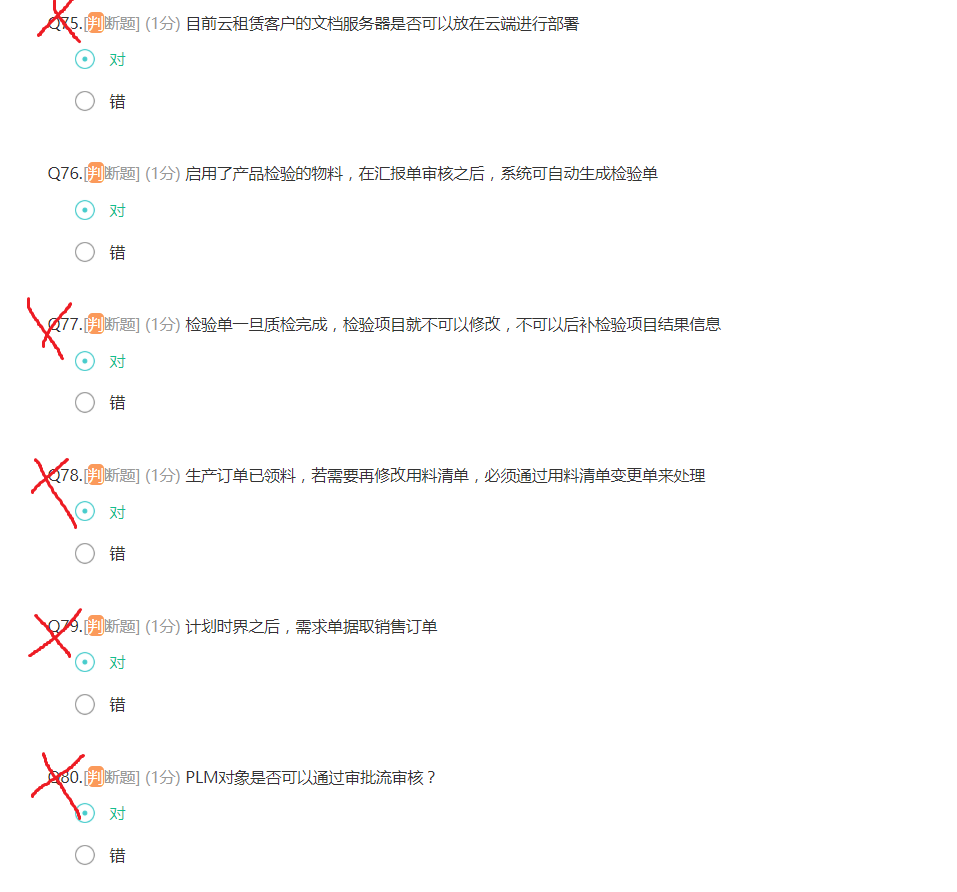 Q75.[判断题] (1分) 目前云租赁客户的文档服务器是否可以放在云端进行部署
对
错
Q76.[判断题] (1分) 启用了产品检验的物料，在汇报单审核之后，系统可自动生成检验单
对
错
Q77.[判断题] (1分) 检验单一旦质检完成，检验项目就不可以修改，不可以后补检验项目结果信息
对
错
Q78.[判断题] (1分) 生产订单已领料，若需要再修改用料清单，必须通过用料清单变更单来处理
对
错
Q79.[判断题] (1分) 计划时界之后，需求单据取销售订单
对
错
Q80.[判断题] (1分) PLM对象是否可以通过审批流审核？
对
错